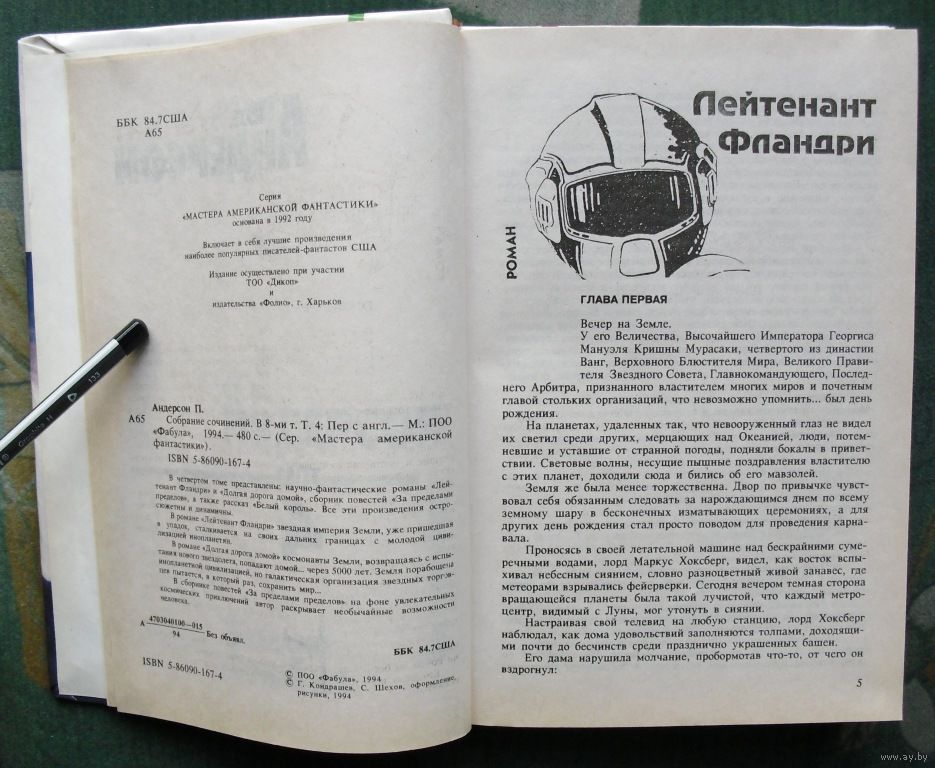 ББК 84.7США
А65
Серия
«МАСТЕРА АМЕРИКАНСКОЙ ФАНТАСТИКИ»
основана в 1992 году
Включает в себя лучшие произведения
наиболее популярных писателей-фантастов США
Издание осуществлено при участии
ТОО «Дикоп»
и
издательства «Фолио», г. Харьков
Андерсон П.
А65 Собрание сочинений. В 8-ми т. Т. 4: Пер с англ.— М.: ПОО
«Фабула», 1994.— 480 с.— (Сер. «Мастера американской
фантастики»).
ISBN 5-86090-167-4
В четвертом томе представлены: научно-фантастические романы «Лей-
тенант Фландри» и «Долгая дорога домой», сборник повестей «За пределами
пределов», а также рассказ «Белый король». Все эти произведения остро-
сюжетны и динамичны.
В романе «Лейтенант Фландри» звездная империя Земли, уже пришедшая
в упадок, сталкивается на своих дальних границах с молодой циви-
лизацией инопланетян.
В романе «Долгая дорога домой» космонавты Земли, возвращаясь с испы-
тания нового звездолета, попадают домой... через 5000 лет. Земля порабощена
инопланетной цивилизацией, но галактическая организация звездных торгов-
цев пытается, в который раз, сохранить мир...
В сборнике повестей «За пределами пределов» на фоне увлекательных
космических приключений автор раскрывает необычайные возможности
человека.
А 4703040100—015
94
Без объявл.
ББК 84.7США
ISBN 5-86090-167-4
© ПОО «Фабула», 1994
© Г. Кондрашев, С. Шехов, оформление,
рисунки, 1994
Лейтенант
Фландри
РОМАН
ГЛАВА ПЕРВАЯ
Вечер на Земле.
У его Величества, Высочайшего Императора Георгиса
Мануэля Кришны Мурасаки, четвертого из династии
Ванг, Верховного Блюстителя Мира, Великого Прави-
теля Звездного Совета, Главнокомандующего, Послед-
него Арбитра, признанного властителем многих миров и почетным
главой стольких организаций, что невозможно упомнить... был день
рождения.
На планетах, удаленных так, что невооруженный глаз не видел
их светил среди других, мерцающих над Океанией, люди, потем-
невшие и уставшие от странной погоды, подняли бокалы в привет-
ствии. Световые волны, несущие пышные поздравления властителю
с этих планет, доходили сюда и бились об его мавзолей.
Земля же была менее торжественна. Двор по привычке чувст-
вовал себя обязанным следовать за нарождающимся днем по всему
земному шару в бесконечных изматывающих церемониях, а для
других день рождения стал просто поводом для проведения карна-
вала.
Проносясь в своей летательной машине над бескрайними суме-
речными водами, лорд Маркус Хоксберг, видел, как восток вспы-
хивал небесным сиянием, словно разноцветный живой занавес, где
метеорами взрывались фейерверки. Сегодня вечером темная сторона
вращающейся планеты была такой лучистой, что каждый метро-
центр, видимый с Луны, мог утонуть в сиянии.
Настраивая свой телевид на любую станцию, лорд Хоксберг
наблюдал, как дома удовольствий заполняются толпами, доходящи-
ми почти до бесчинств среди празднично украшенных башен.
Его дама нарушила молчание, пробормотав что-то, от чего он
вздрогнул:
5
www.ay.by
133